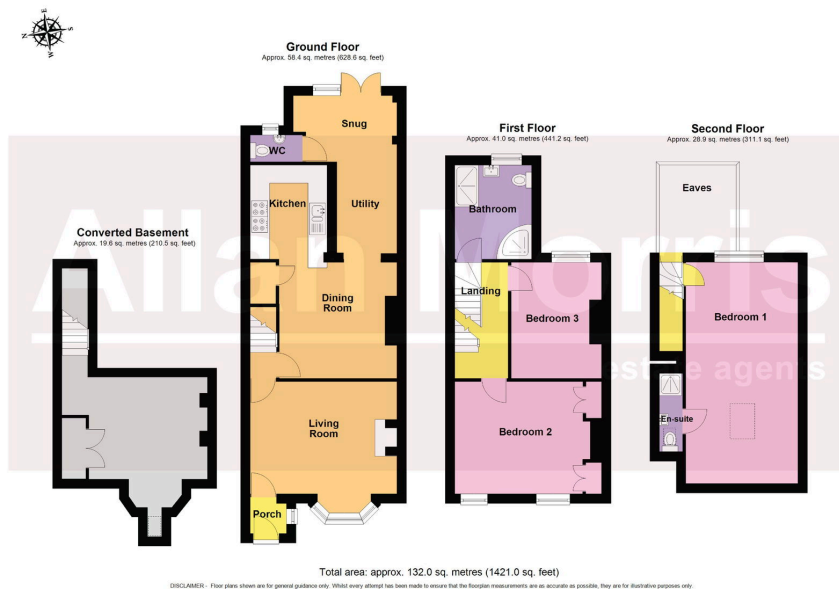 E
S
W
Ground Floor
Approx. 58.4 sq. metres (628.6 sq. feet)
Snug
WC
Kitchen
Utility
Dining
Room
Living
Room
Porch
First Floor
Approx. 41.0 sq. metres (441.2 sq. feet)
Bathroom
Landing
Bedroom 3
Bedroom 2
Second Floor
Approx. 28.9 sq. metres (311.1 sq. feet)
Eaves
Bedroom 1
En-suite
Converted Basement
Approx. 19.6 sq. metres (210.5 sq. feet)
Allan Morris
estate agents
Total area: approx. 132.0 sq. metres (1421.0 sq. feet)
DISCLAIMER - Floor plans shown are for general guidance only. Whilst every attempt has been made to ensure that the floorplan measurements are as accurate as possible, they are for illustrative purposes only.